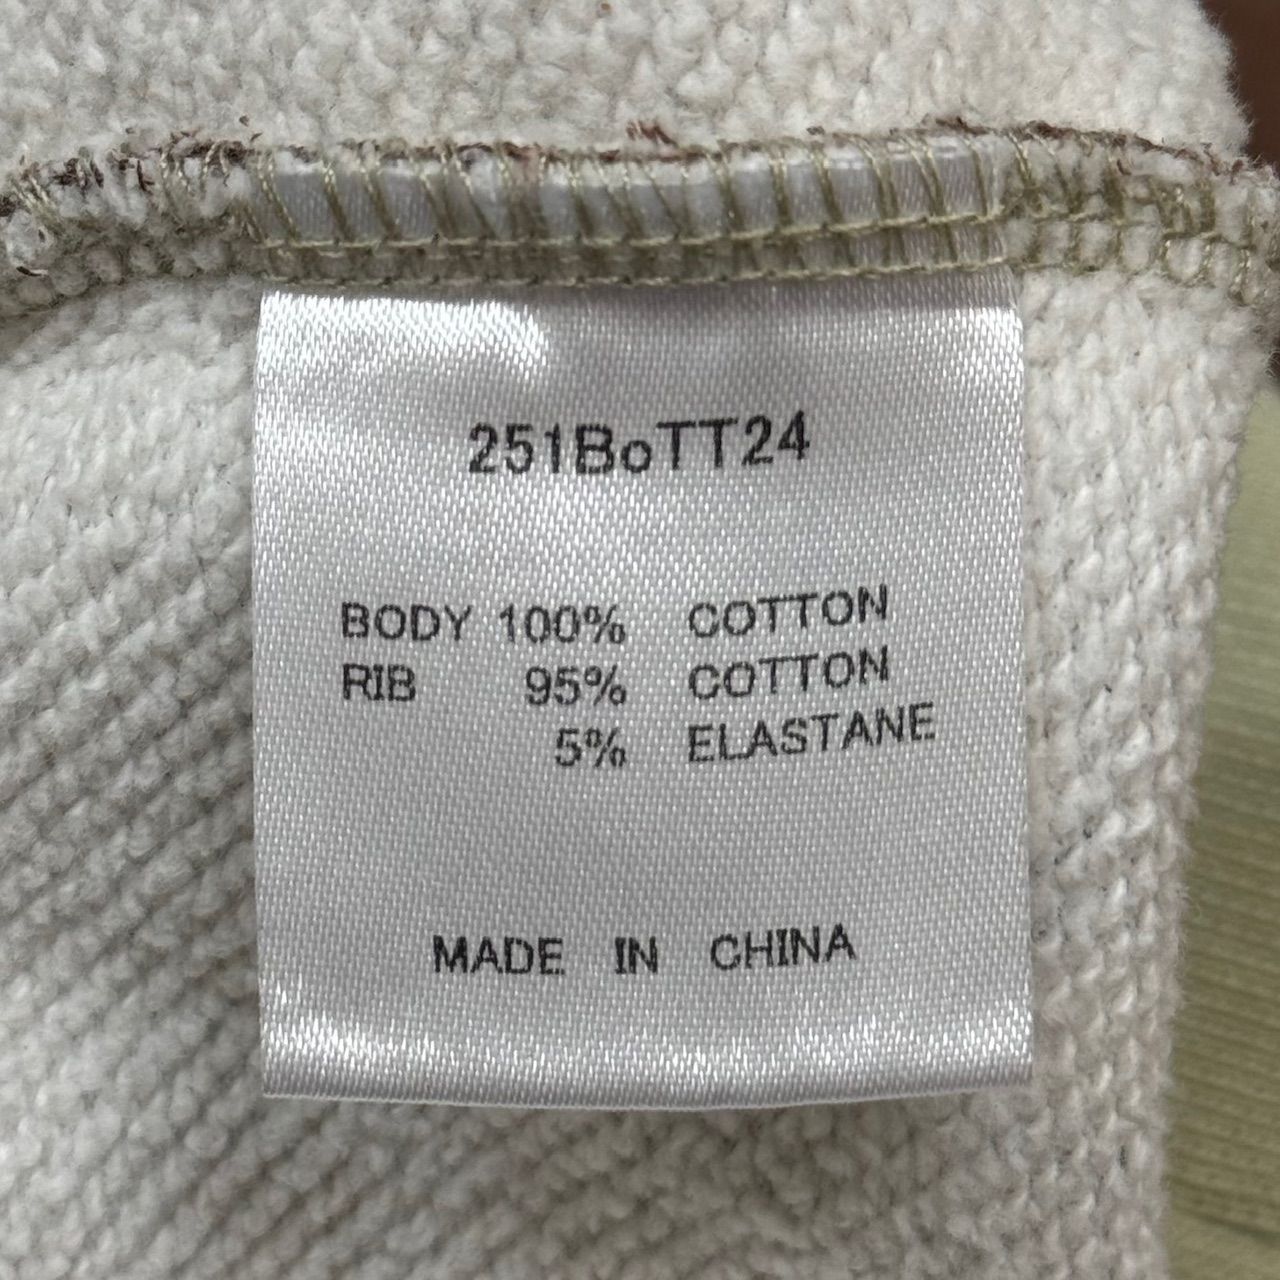 251BoTT24
BODY 100% COTTON
RIB 95% COTTON
5% ELASTANE
MADE IN CHINA